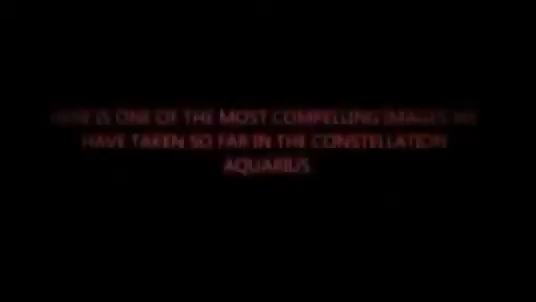 HERE IS ONE OF THE MOST COMPELLING IMAGES WE
HAVE TAKEN SO FAR IN THE CONSTELLATION
AQUARIUS.